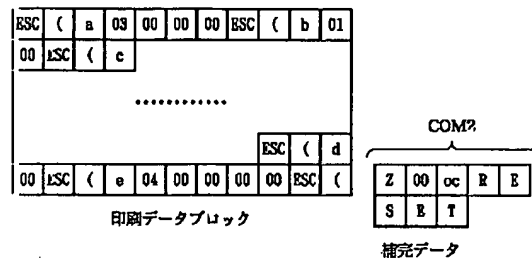 ESC ( a 03 00 00 00 ESC ( b 01
00 ESC ( c
............
ESC ( d
00 ESC ( e 04 00 00 00 00 ESC (
印刷データブロック
COM2
Z 00 oc R E
S E T
補完データ